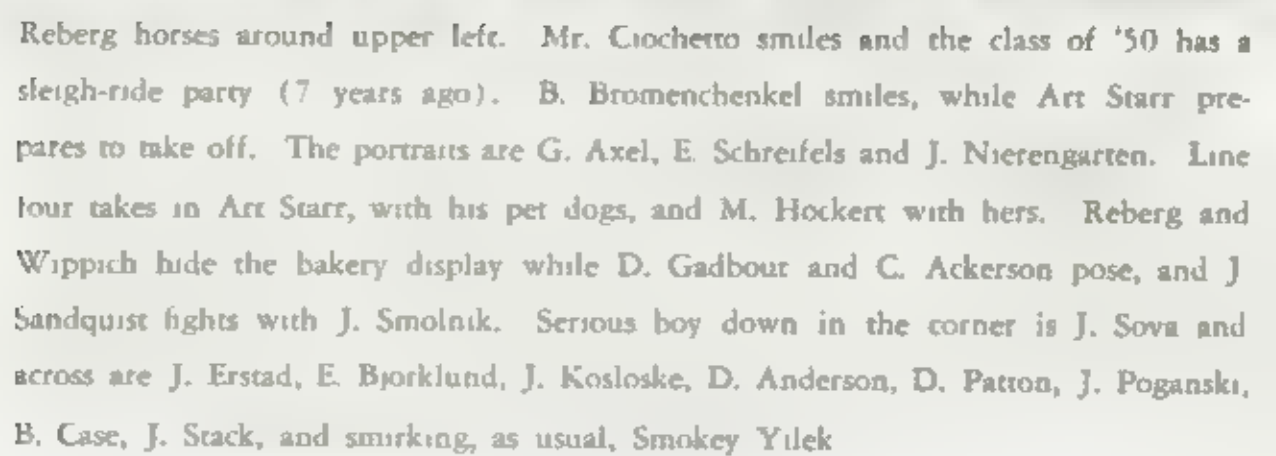 Reberg horses around upper left. Mr. Ciochetto smiles and the class of '50 has a
sleigh-ride party (7 years ago). B. Bromenchenkel smiles, while Art Starr pre-
pares to take off. The portraits are G. Axel, E. Schreifels and J. Nierengarten. Line
four takes in Art Starr, with his pet dogs, and M. Hockert with hers. Reberg and
Wippich hide the bakery display while D. Gadbout and C. Ackerson pose, and J
Sandquist fights with J. Smolnik. Serious boy down in the corner is J. Sova and
across are J. Erstad, E. Bjorklund, J. Kosloske, D. Anderson, D. Patton, J. Poganski,
B. Case, J. Stack, and smirking, as usual, Smokey Yilek